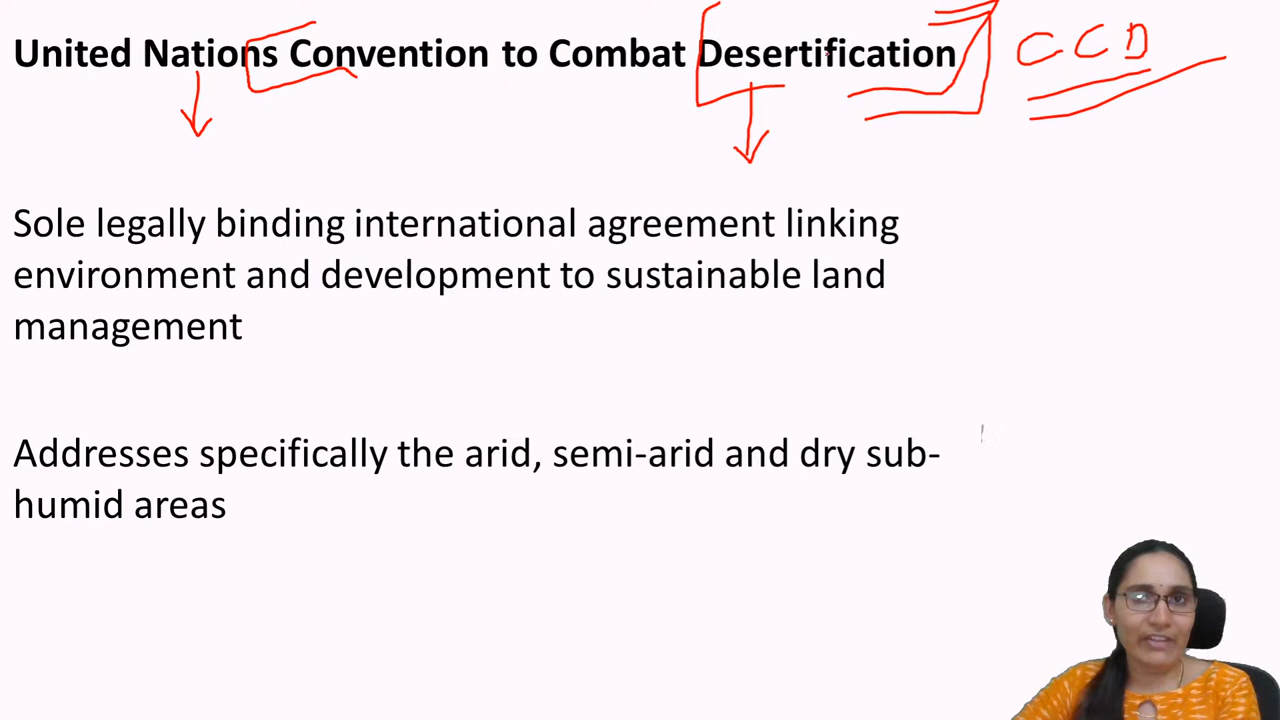 United Nations Convention to Combat Desertification CCD
Sole legally binding international agreement linking
environment and development to sustainable land
management
Addresses specifically the arid, semi-arid and dry sub-
humid areas